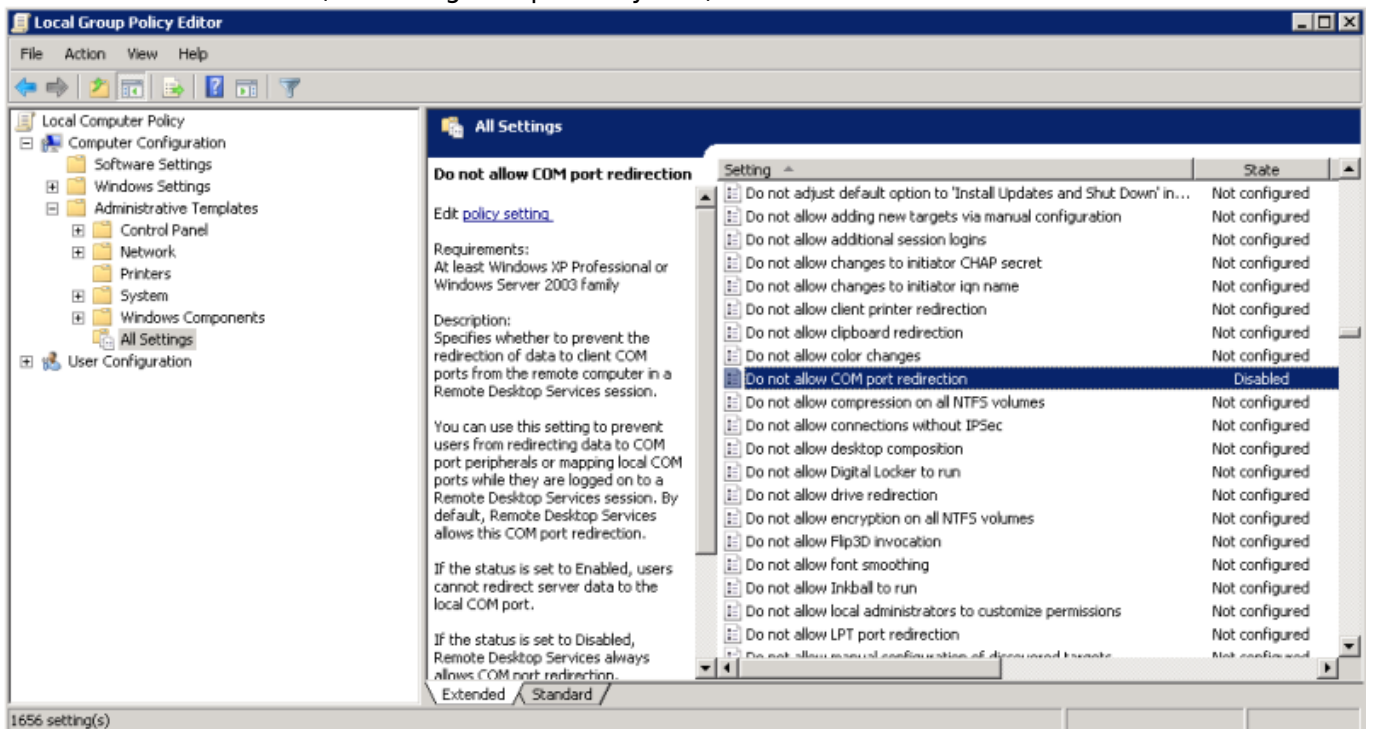 Local Group Policy Editor
File Action View Help
Local Computer Policy
Computer Configuration
Software Settings
Windows Settings
Administrative Templates
Control Panel
Network
Printers
System
Windows Components
All Settings
User Configuration
All Settings
Do not allow COM port redirection
Edit policy setting
Requirements:
At least Windows XP Professional or
Windows Server 2003 family
Description:
Specifies whether to prevent the
redirection of data to client COM
ports from the remote computer in a
Remote Desktop Services session.
You can use this setting to prevent
users from redirecting data to COM
port peripherals or mapping local COM
ports while they are logged on to a
Remote Desktop Services session. By
default, Remote Desktop Services
allows this COM port redirection.
If the status is set to Enabled, users
cannot redirect server data to the
local COM port.
If the status is set to Disabled,
Remote Desktop Services always
allows COM port redirection.
Setting State
Do not adjust default option to 'Install Updates and Shut Down' in... Not configured
Do not allow adding new targets via manual configuration Not configured
Do not allow additional session logins Not configured
Do not allow changes to initiator CHAP secret Not configured
Do not allow changes to initiator iqn name Not configured
Do not allow client printer redirection Not configured
Do not allow clipboard redirection Not configured
Do not allow color changes Not configured
Do not allow COM port redirection Disabled
Do not allow compression on all NTFS volumes Not configured
Do not allow connections without IPSec Not configured
Do not allow desktop composition Not configured
Do not allow Digital Locker to run Not configured
Do not allow drive redirection Not configured
Do not allow encryption on all NTFS volumes Not configured
Do not allow Flip3D invocation Not configured
Do not allow font smoothing Not configured
Do not allow Inkball to run Not configured
Do not allow local administrators to customize permissions Not configured
Do not allow LPT port redirection Not configured
Do not allow manual configuration of discovered targets Not configured
Extended Standard
1656 setting(s)